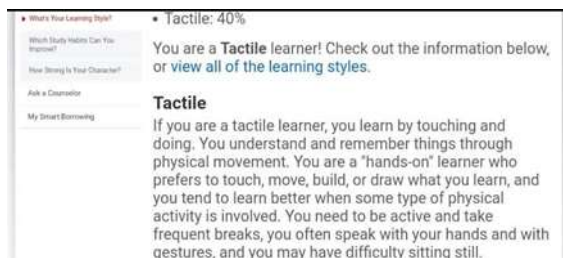 What's Your Learning Style?
Which Study Habits Can You
Improve?
How Strong Is Your Character?
Ask a Counselor
My Smart Borrowing
• Tactile: 40%
You are a Tactile learner! Check out the information below,
or view all of the learning styles.
Tactile
If you are a tactile learner, you learn by touching and
doing. You understand and remember things through
physical movement. You are a "hands-on" learner who
prefers to touch, move, build, or draw what you learn, and
you tend to learn better when some type of physical
activity is involved. You need to be active and take
frequent breaks, you often speak with your hands and with
gestures, and you may have difficulty sitting still.